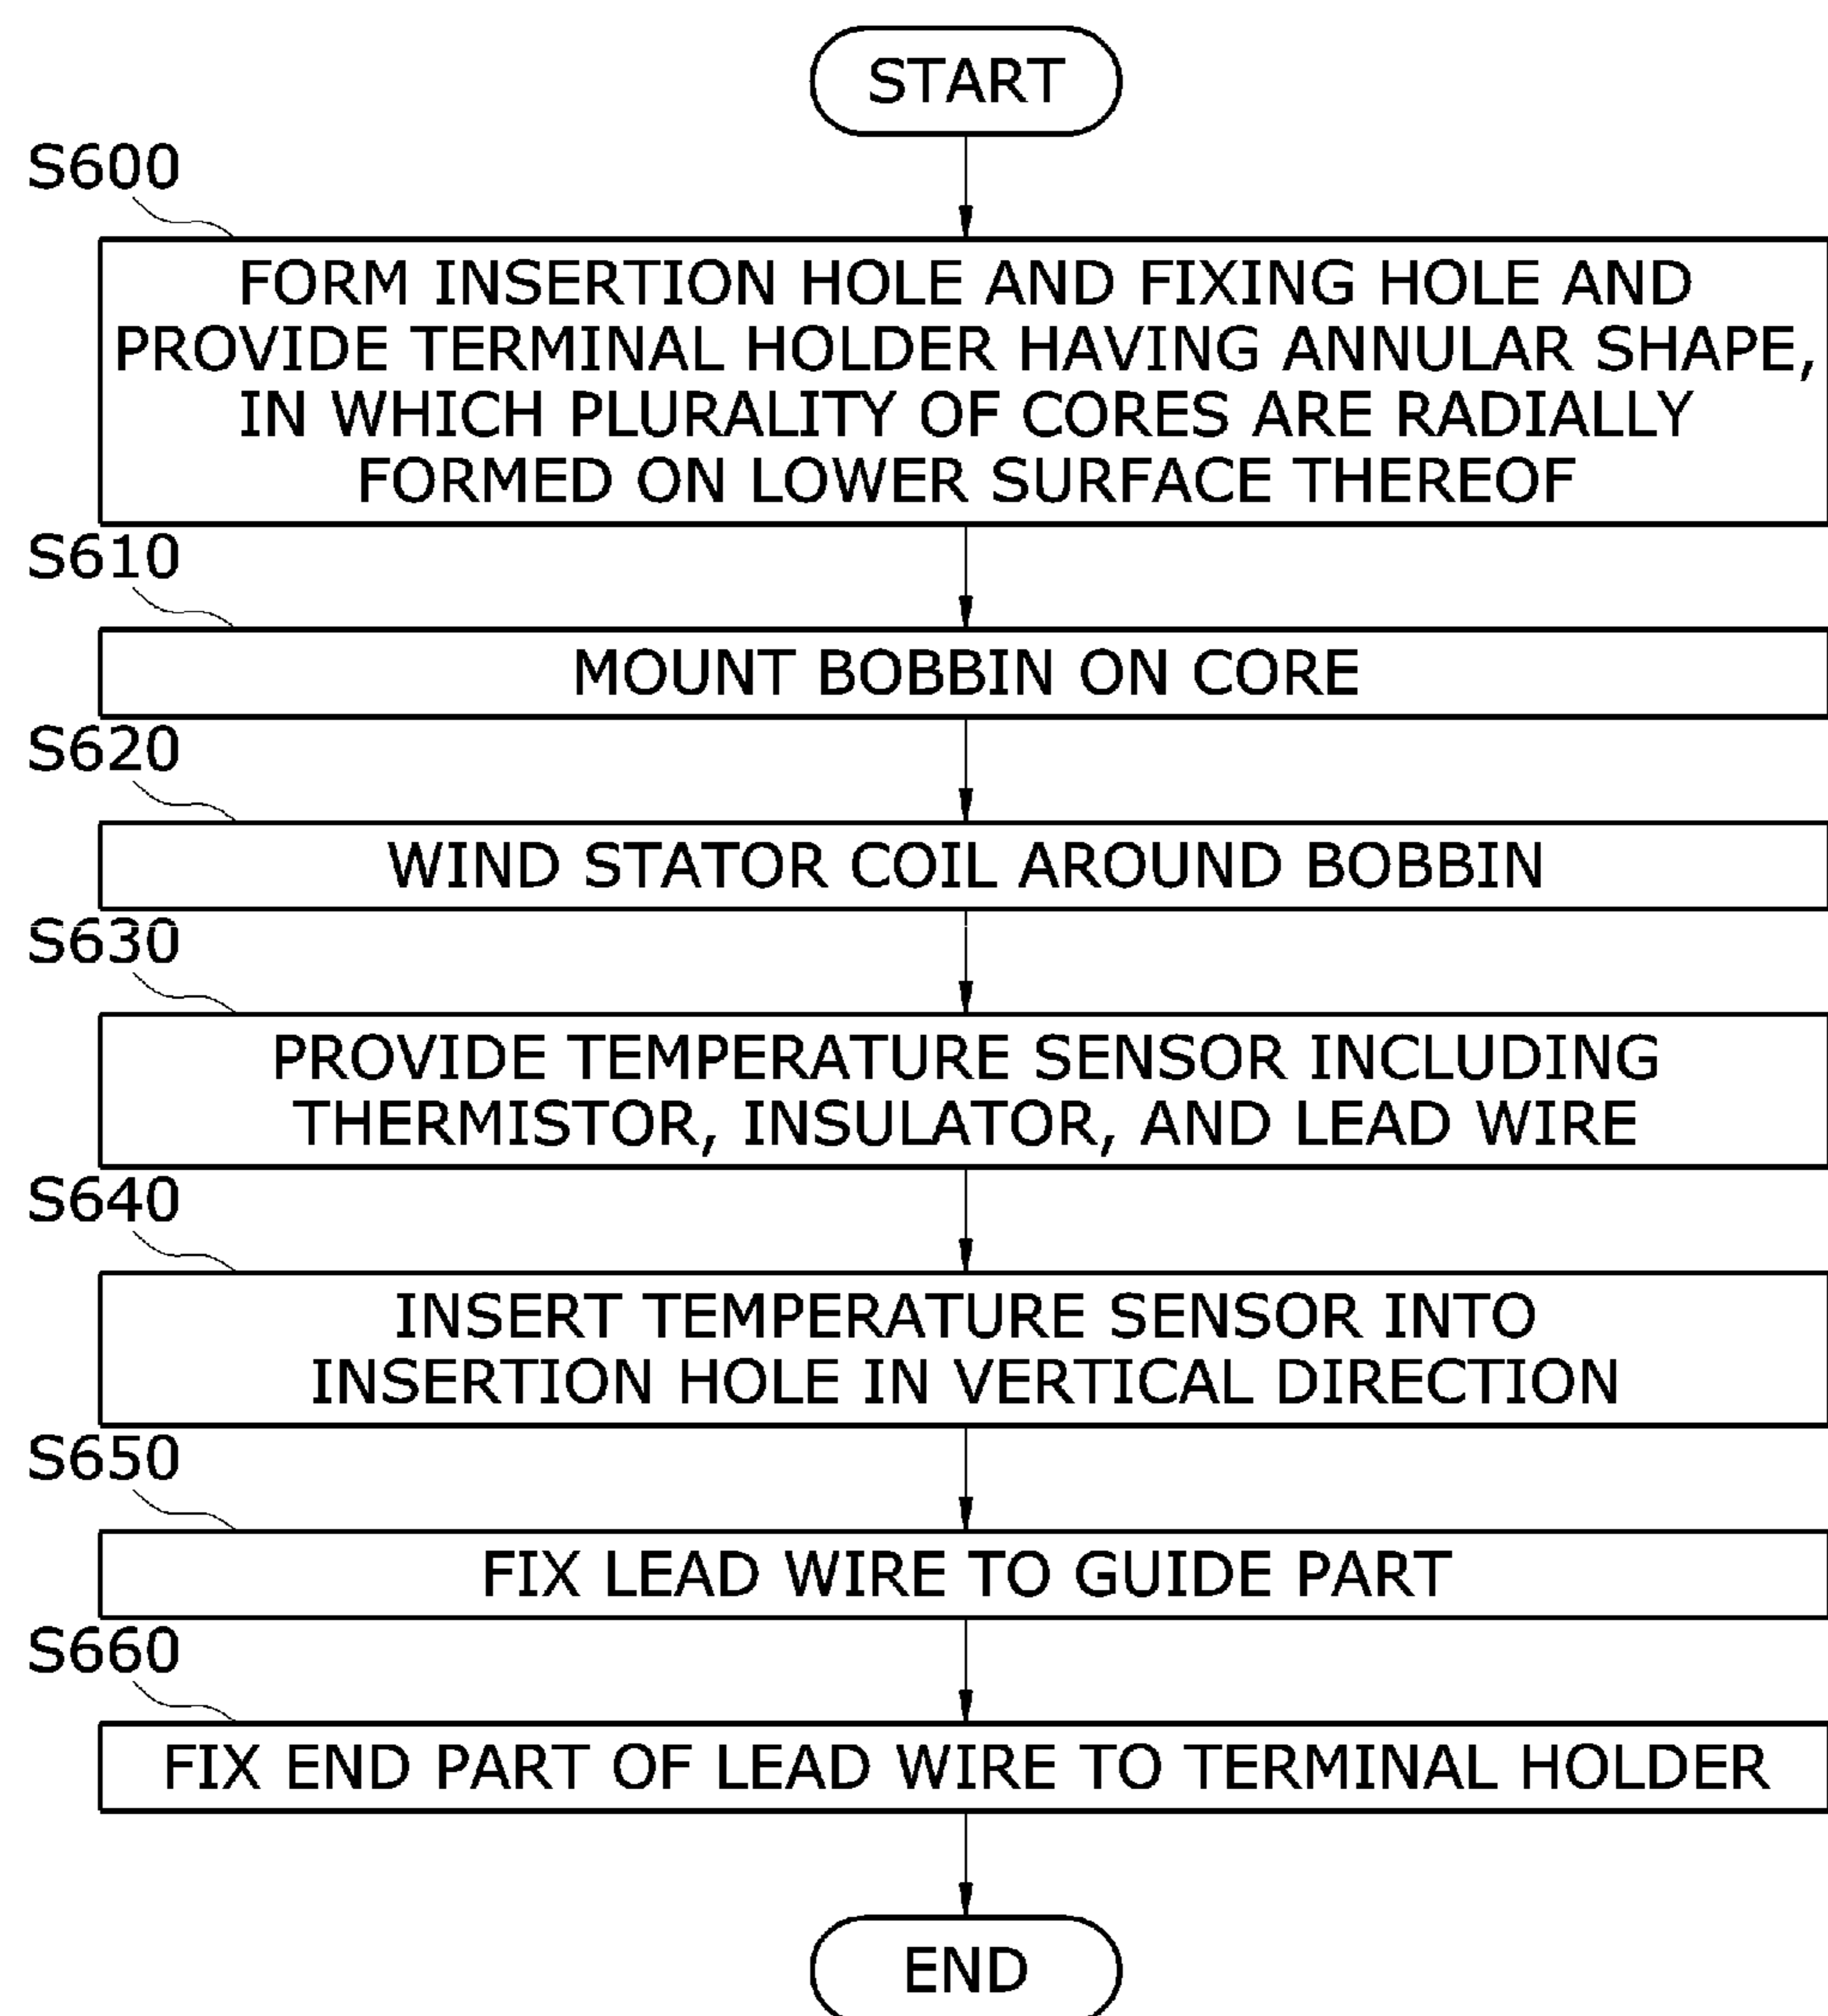 START
S600
FORM INSERTION HOLE AND FIXING HOLE AND
PROVIDE TERMINAL HOLDER HAVING ANNULAR SHAPE,
IN WHICH PLURALITY OF CORES ARE RADIALLY
FORMED ON LOWER SURFACE THEREOF
S610
MOUNT BOBBIN ON CORE
S620
WIND STATOR COIL AROUND BOBBIN
S630
PROVIDE TEMPERATURE SENSOR INCLUDING
THERMISTOR, INSULATOR, AND LEAD WIRE
S640
INSERT TEMPERATURE SENSOR INTO
INSERTION HOLE IN VERTICAL DIRECTION
S650
FIX LEAD WIRE TO GUIDE PART
S660
FIX END PART OF LEAD WIRE TO TERMINAL HOLDER
END